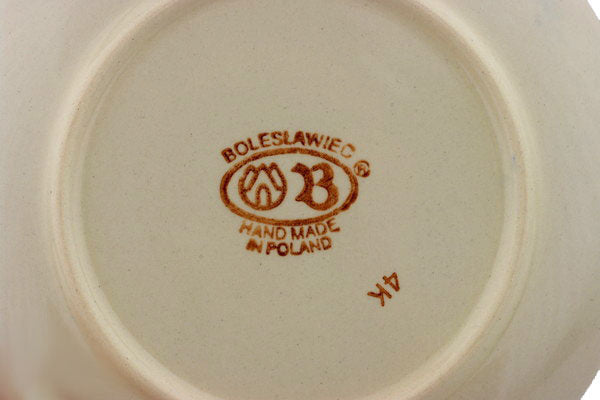 BOLESLAWIEC ©
B
HAND MADE
IN POLAND
4K